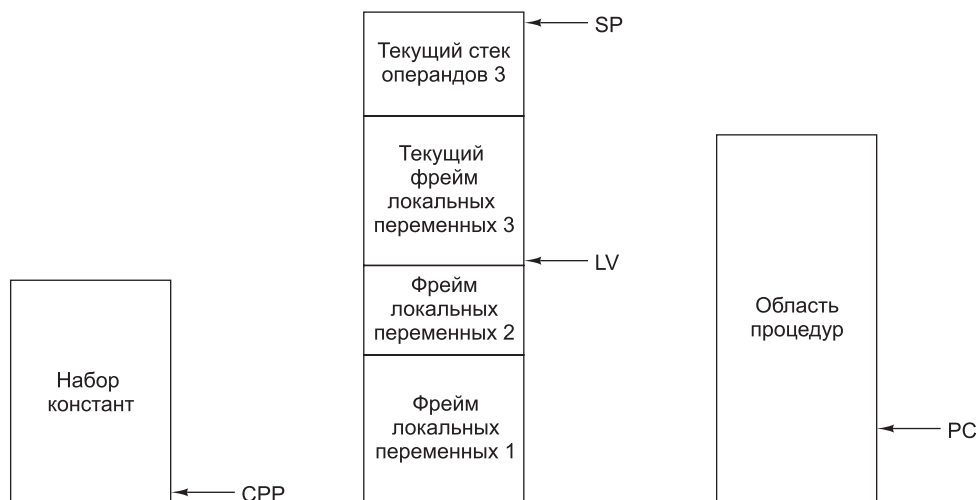 SP
Текущий стек
операндов 3
Текущий
фрейм
локальных
переменных 3
LV
Фрейм
локальных
переменных 2
Фрейм
локальных
переменных 1
Набор
констант
CPP
Область
процедур
PC